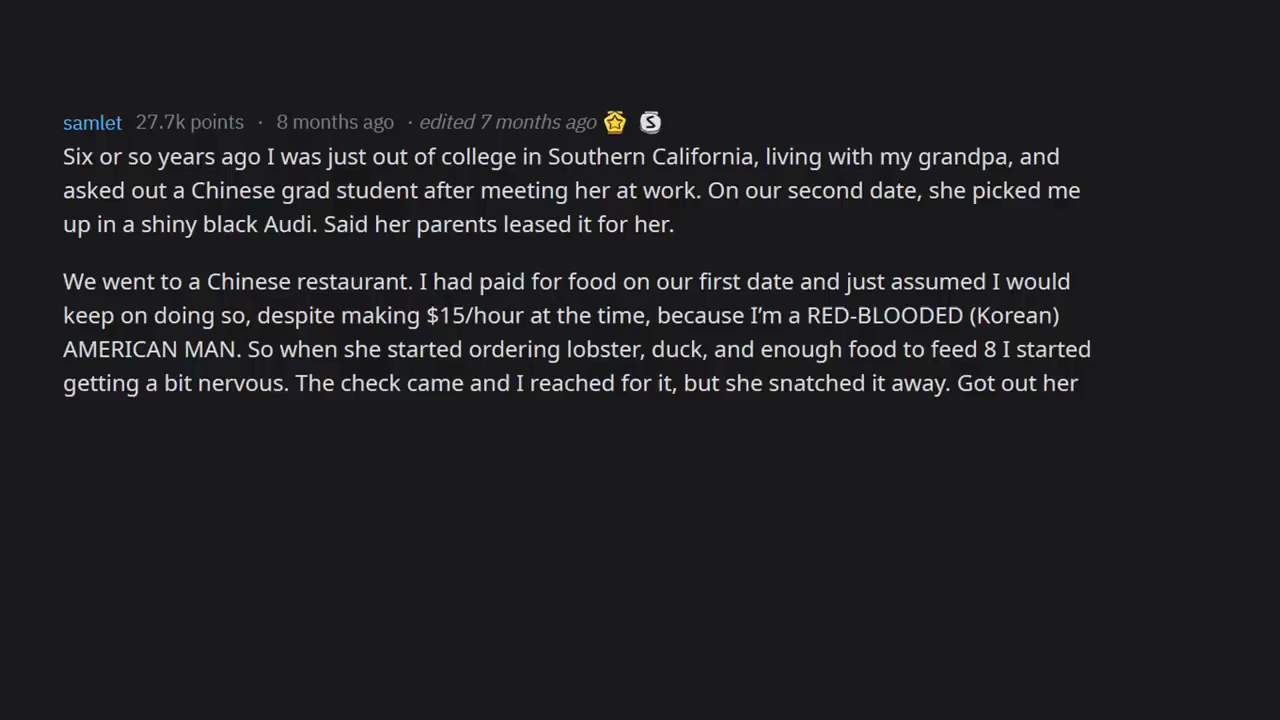 samlet 27.7k points · 8 months ago · edited 7 months ago S
Six or so years ago I was just out of college in Southern California, living with my grandpa, and
asked out a Chinese grad student after meeting her at work. On our second date, she picked me
up in a shiny black Audi. Said her parents leased it for her.
We went to a Chinese restaurant. I had paid for food on our first date and just assumed I would
keep on doing so, despite making $15/hour at the time, because I’m a RED-BLOODED (Korean)
AMERICAN MAN. So when she started ordering lobster, duck, and enough food to feed 8 I started
getting a bit nervous. The check came and I reached for it, but she snatched it away. Got out her